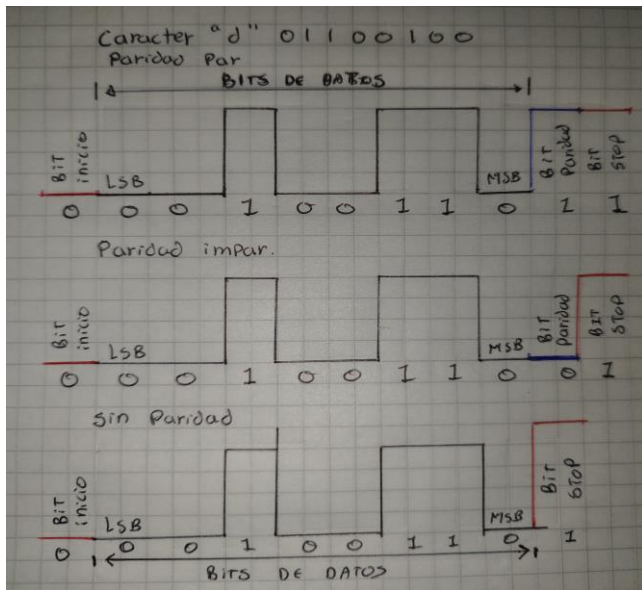 Caracter "d" 01100100
Paridad Par
BITS DE DATOS
BIT inicio LSB MSB BIT Paridad BIT STOP
0 0 0 1 0 0 1 1 0 1 1
Paridad impar.
BIT inicio LSB MSB BIT Paridad BIT STOP
0 0 0 1 0 0 1 1 0 0 1
Sin Paridad
BIT inicio LSB MSB BIT STOP
0 0 0 1 0 0 1 1 0 1
BITS DE DATOS